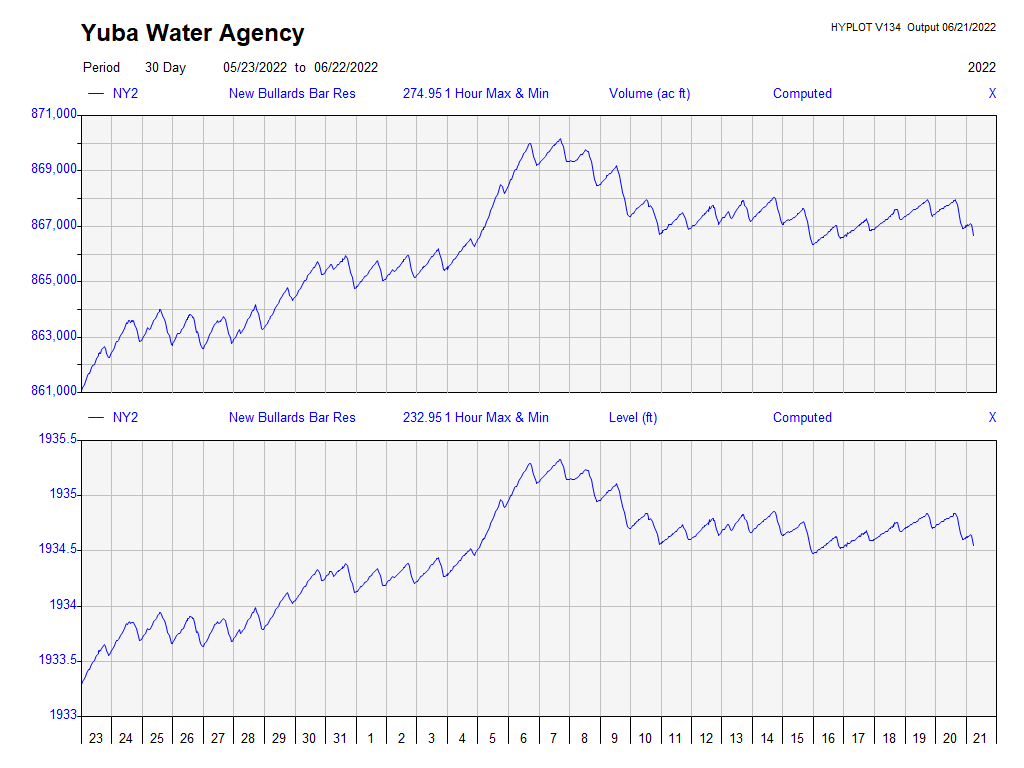 Yuba Water Agency
HYPLOT V134 Output 06/21/2022
Period 30 Day 05/23/2022 to 06/22/2022 2022
NY2 New Bullards Bar Res 274.95 1 Hour Max & Min Volume (ac ft) Computed X
871,000
869,000
867,000
865,000
863,000
861,000
NY2 New Bullards Bar Res 232.95 1 Hour Max & Min Level (ft) Computed X
1935.5
1935
1934.5
1934
1933.5
1933
23 24 25 26 27 28 29 30 31 1 2 3 4 5 6 7 8 9 10 11 12 13 14 15 16 17 18 19 20 21